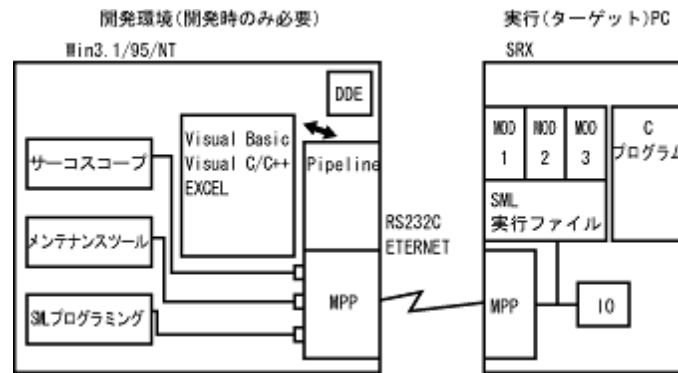 開発環境(開発時のみ必要)
実行(ターゲット)PC
Win3.1/95/NT
SRX
DDE
Visual Basic
Visual C/C++
EXCEL
Pipeline
サーコスコープ
メンテナンスツール
SMLプログラミング
MPP
RS232C
ETERNET
MOD
1
MOD
2
MOD
3
C
プログラム
SML
実行ファイル
MPP
IO